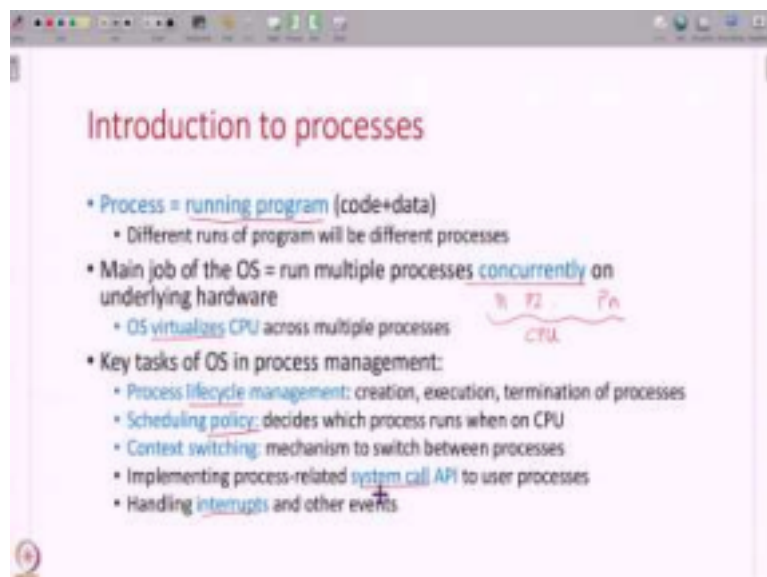 Introduction to processes
• Process = running program (code+data)
• Different runs of program will be different processes
• Main job of the OS = run multiple processes concurrently on
underlying hardware
P1 P2 . . Pn
CPU
• OS virtualizes CPU across multiple processes
• Key tasks of OS in process management:
• Process lifecycle management: creation, execution, termination of processes
• Scheduling policy: decides which process runs when on CPU
• Context switching: mechanism to switch between processes
• Implementing process-related system call API to user processes
• Handling interrupts and other events